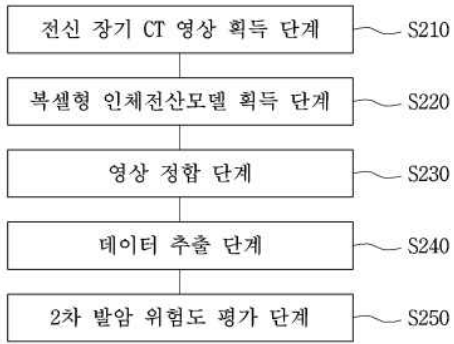 전신 장기 CT 영상 획득 단계 S210
복셀형 인체전산모델 획득 단계 S220
영상 정합 단계 S230
데이터 추출 단계 S240
2차 발암 위험도 평가 단계 S250